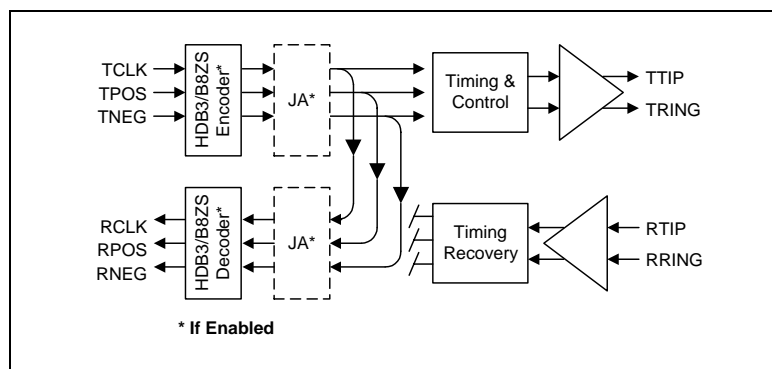 TCLK
TPOS
TNEG
HDB3/B8ZS
Encoder*
JA*
Timing &
Control
TTIP
TRING
RCLK
RPOS
RNEG
HDB3/B8ZS
Decoder*
JA*
Timing
Recovery
RTIP
RRING
* If Enabled